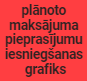 plānoto
maksājuma
pieprasījumu
iesniegšanas
grafiks